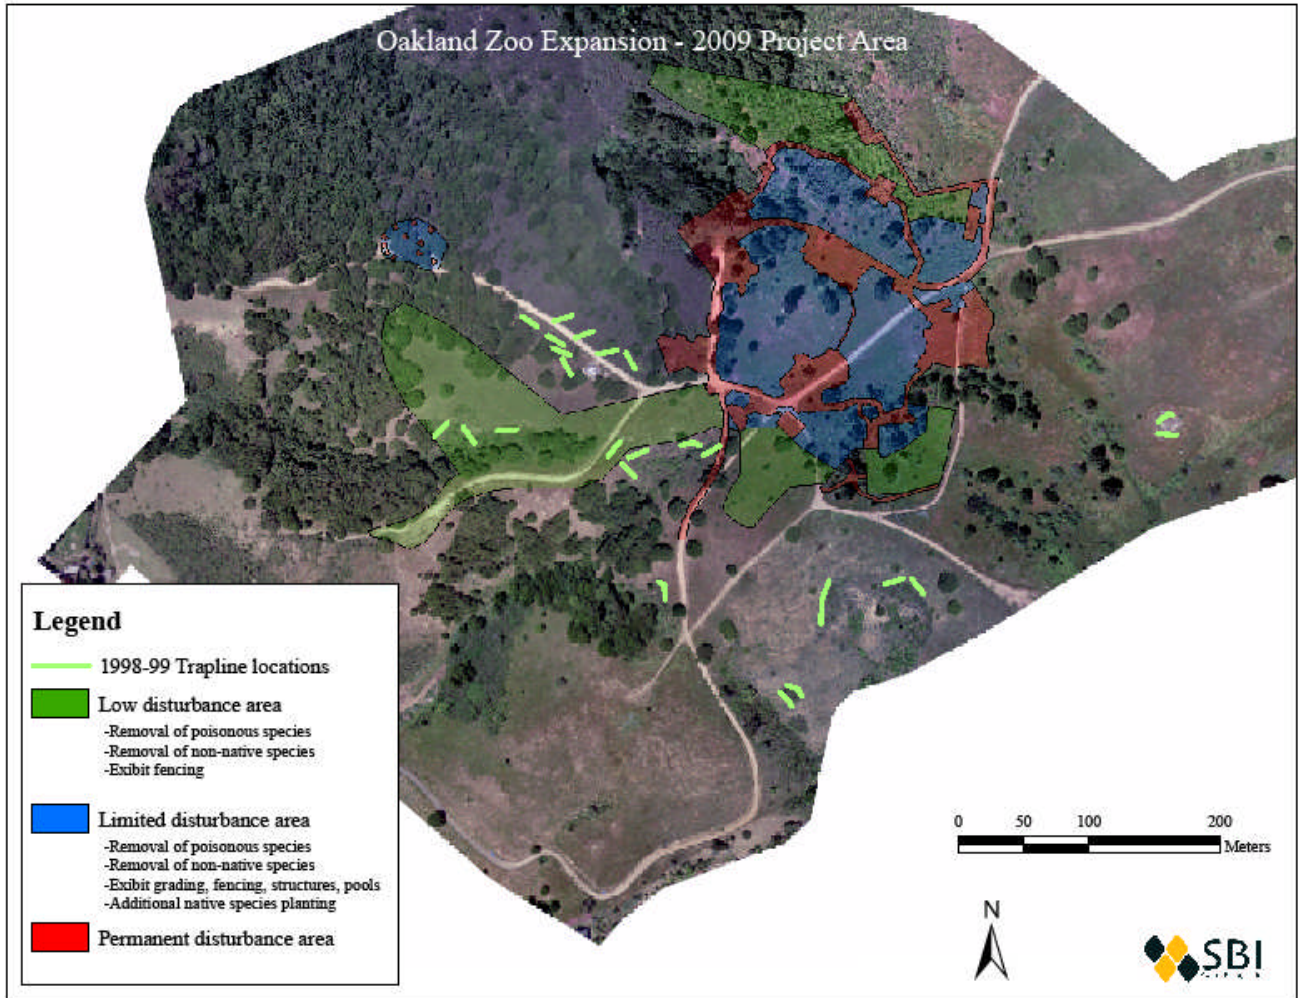 Oakland Zoo Expansion - 2009 Project Area
Legend
1998-99 Trapline locations
Low disturbance area
-Removal of poisonous species
-Removal of non-native species
-Exibit fencing
Limited disturbance area
-Removal of poisonous species
-Removal of non-native species
-Exibit grading, fencing, structures, pools
-Additional native species planting
Permanent disturbance area
0 50 100 200
Meters
N
SBI